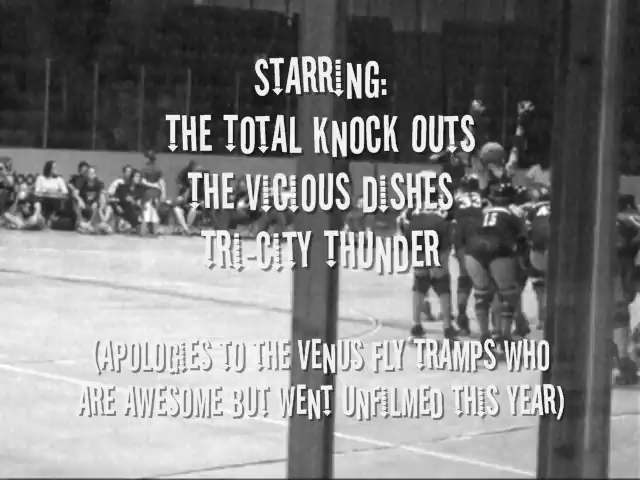 STARRING:
THE TOTAL KNOCK OUTS
THE VICIOUS DISHES
TRI-CITY THUNDER
(APOLOGIES TO THE VENUS FLY TRAMPS WHO
ARE AWESOME BUT WENT UNFILMED THIS YEAR)
15